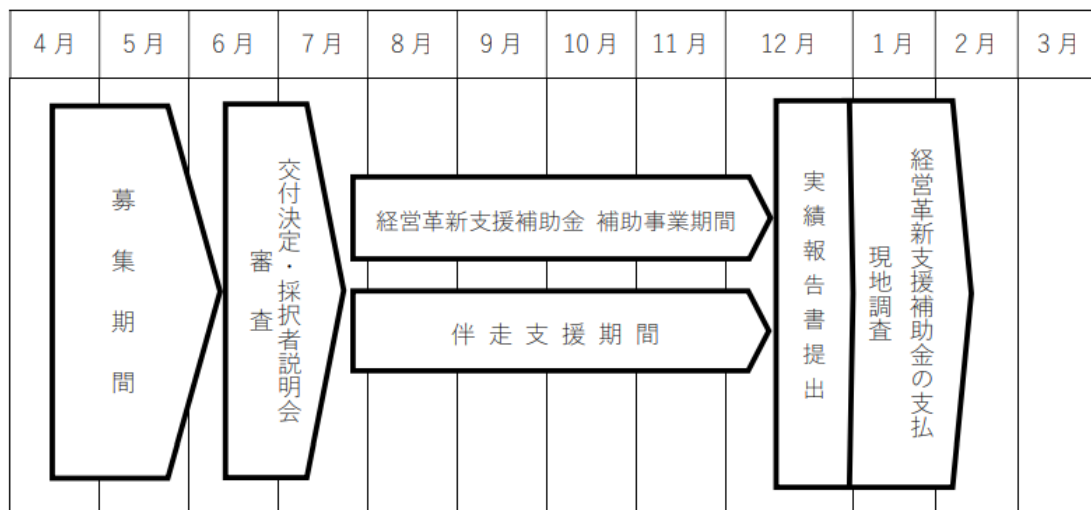 4月 5月 6月 7月 8月 9月 10月 11月 12月 1月 2月 3月
募集期間
審査
交付決定・採択者説明会
経営革新支援補助金 補助事業期間
伴走支援期間
実績報告書提出
現地調査
経営革新支援補助金の支払